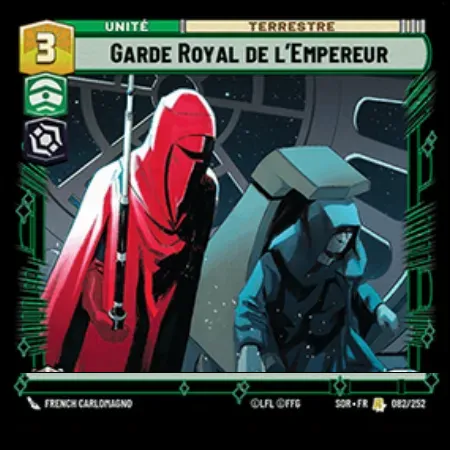 UNITÉ
TERRESTRE
3
GARDE ROYAL DE L'EMPEREUR
FRENCH CARLOMAGNO
©LFL ©FFG
SOR • FR
082/252